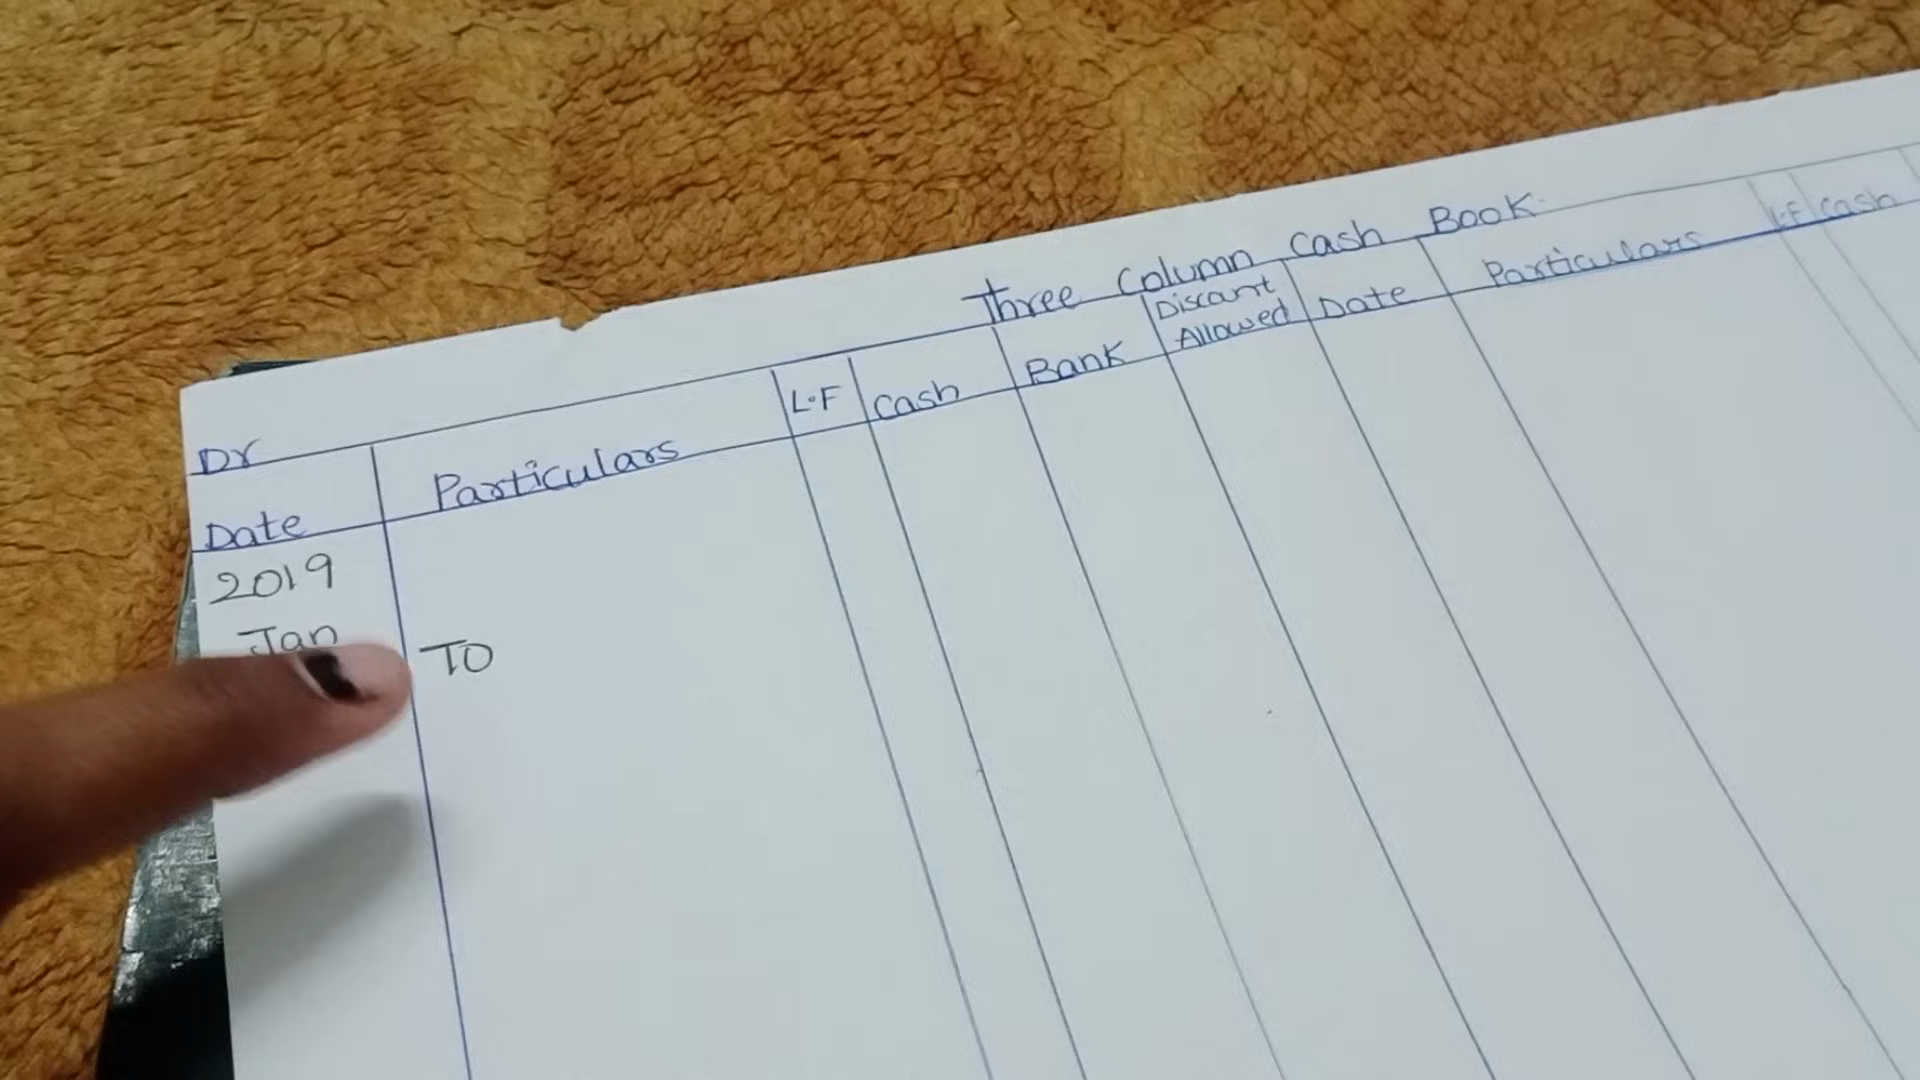 Three Column Cash Book
Dr
Date Particulars L.F Cash Bank Discount Allowed Date Particulars L.F Cash
2019
Jan TO